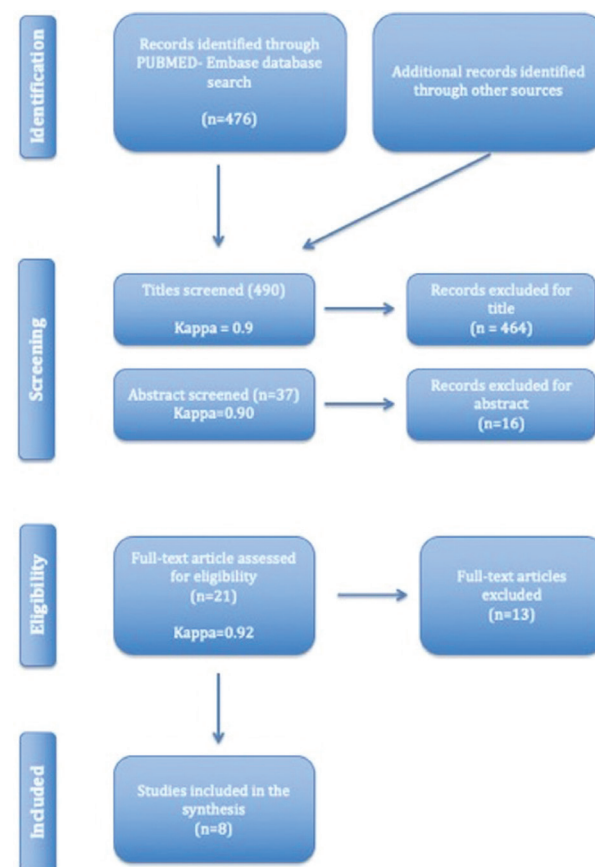 Identification
Records identified through
PUBMED- Embase database
search
(n=476)
Additional records identified
through other sources
Screening
Titles screened (490)
Kappa = 0.9
Records excluded for
title
(n = 464)
Abstract screened (n=37)
Kappa=0.90
Records excluded for
abstract
(n=16)
Eligibility
Full-text article assessed
for eligibility
(n=21)
Kappa=0.92
Full-text articles
excluded
(n=13)
Included
Studies included in the
synthesis
(n=8)